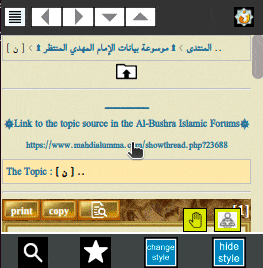 .. المنتدى > ⇞ موسوعة بيانات الإمام المهدي المنتظر ⇞ > [ ن ]
Link to the topic source in the Al-Bushra Islamic Forums
https://www.mahdialumma.com/showthread.php?23688
The Topic : [ ن ] ..
print copy [1]
change style hide style